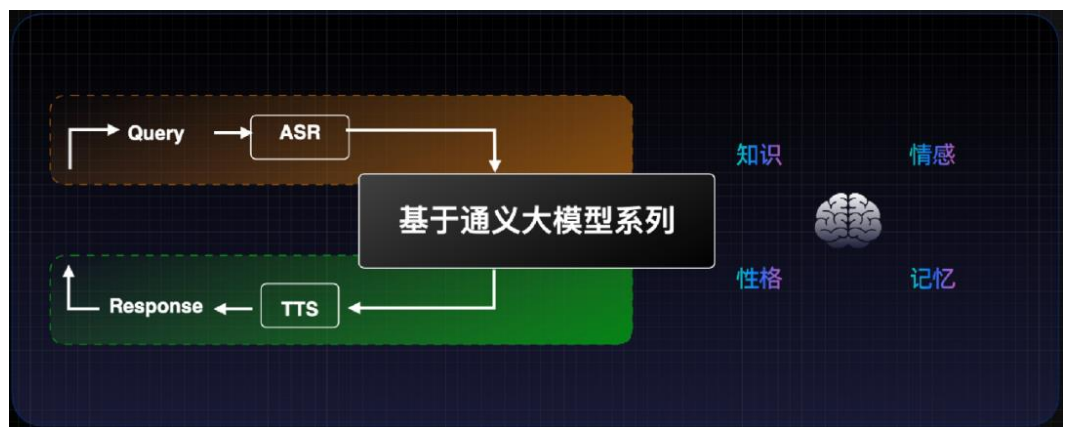 Query
ASR
知识
情感
基于通义大模型系列
性格
记忆
Response
TTS